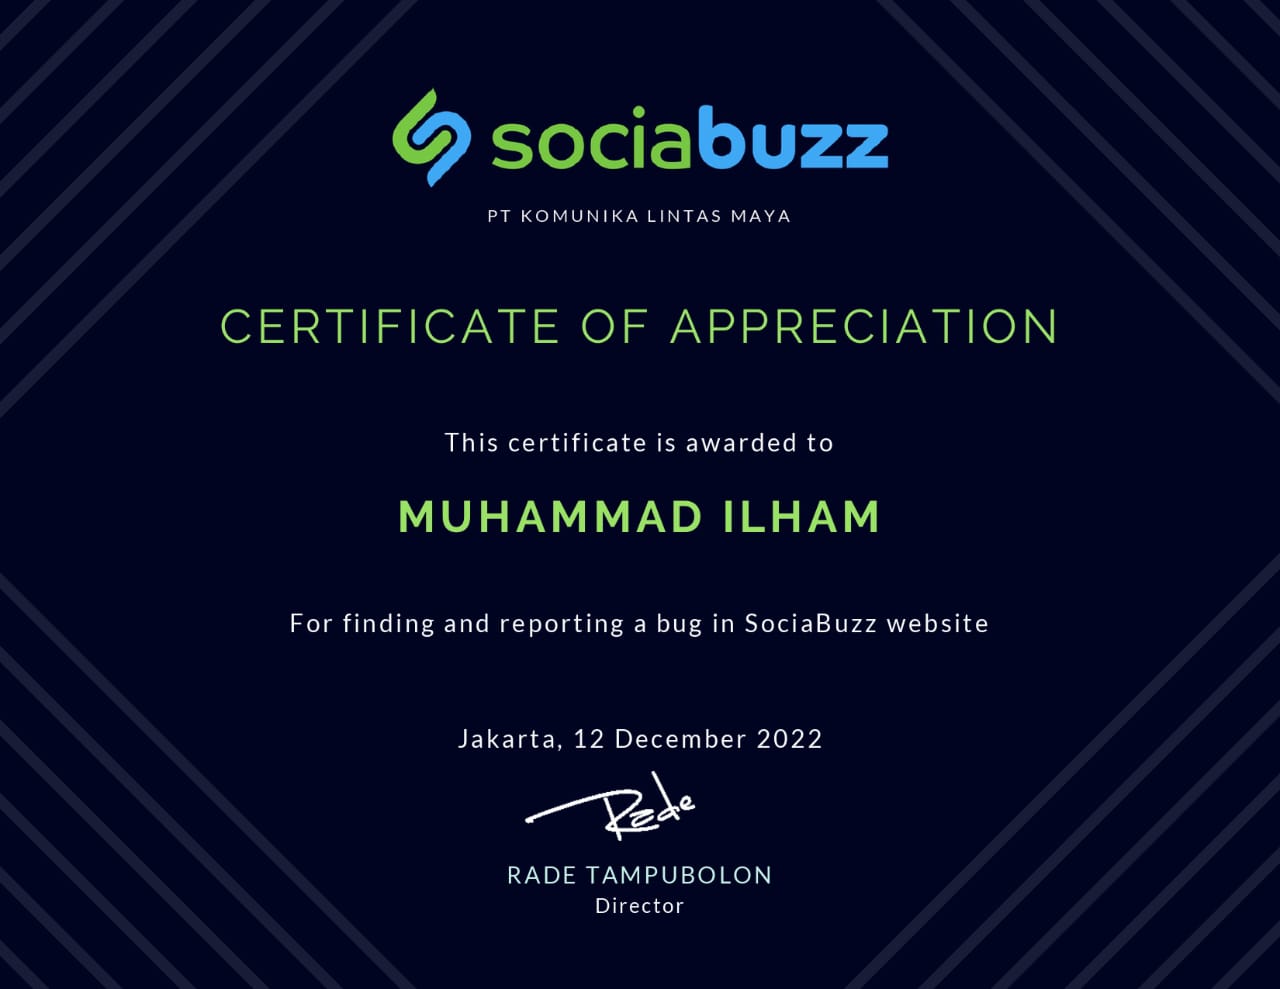 sociabuzz
PT KOMUNIKA LINTAS MAYA
CERTIFICATE OF APPRECIATION
This certificate is awarded to
MUHAMMAD ILHAM
For finding and reporting a bug in SociaBuzz website
Jakarta, 12 December 2022
Rade
RADE TAMPUBOLON
Director